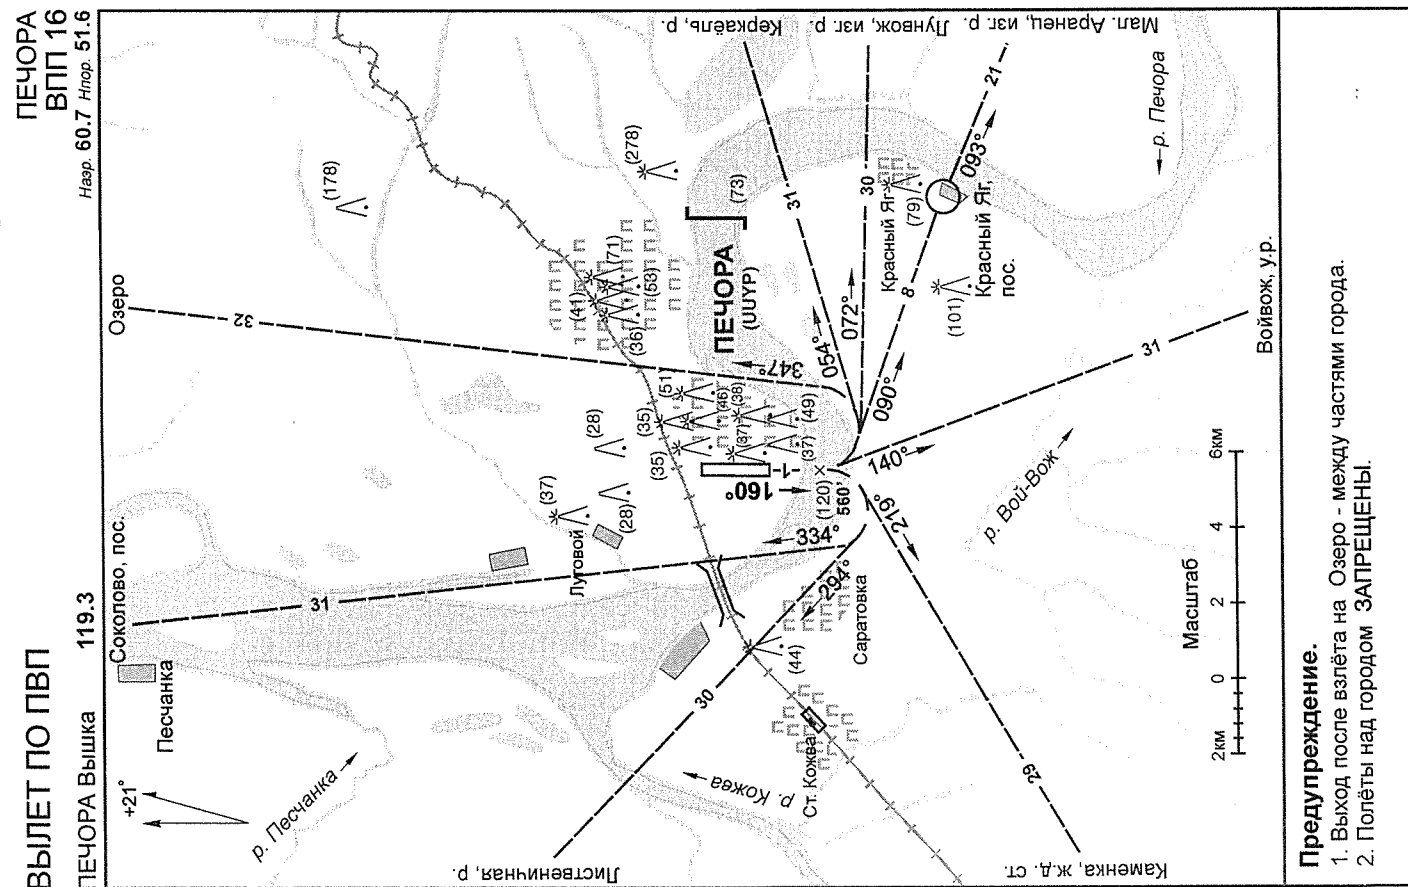 ВЫЛЕТ ПО ПВП
ПЕЧОРА
ВПП 16
ПЕЧОРА Вышка 119.3
Наэр. 60.7 Нпор. 51.6
+21°
Песчанка
Соколово, пос.
Озеро
р. Песчанка
31
32
(178)
(37)
(28)
(28)
Луговой
(41)
(71)
(53)
(36)
(278)
(73)
ПЕЧОРА
(UUYP)
(35)
(35)
(51)
(46)
(38)
(37)
(49)
(37)
160°
1
(120)
560'
334°
347°
294°
219°
140°
090°
072°
054°
093°
Керкаёль, р.
31
Лунвож, изг. р.
30
Мал. Аранец, изг. р.
21
8
р. Печора
Красный Яг
(79)
Красный Яг,
пос.
(101)
Войвож, у.р.
31
р. Вой-Вож
Саратовка
(44)
Ст. Кожва
р. Кожва
30
Лиственичная, р.
29
Каменка, ж.д. ст.
Масштаб
2км 0 2 4 6км
Предупреждение.
1. Выход после взлёта на Озеро - между частями города.
2. Полёты над городом ЗАПРЕЩЕНЫ.